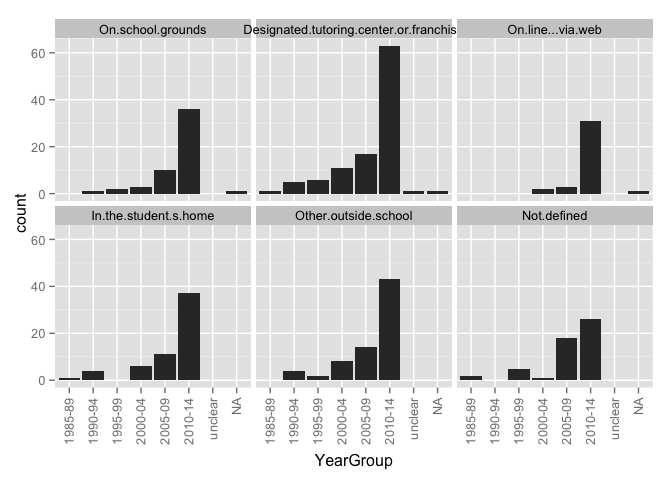 On.school.grounds
Designated.tutoring.center.or.franchis
On.line...via.web
60
40
20
0
In.the.student.s.home
Other.outside.school
Not.defined
60
40
20
0
count
1985-89
1990-94
1995-99
2000-04
2005-09
2010-14
unclear
NA
1985-89
1990-94
1995-99
2000-04
2005-09
2010-14
unclear
NA
1985-89
1990-94
1995-99
2000-04
2005-09
2010-14
unclear
NA
YearGroup